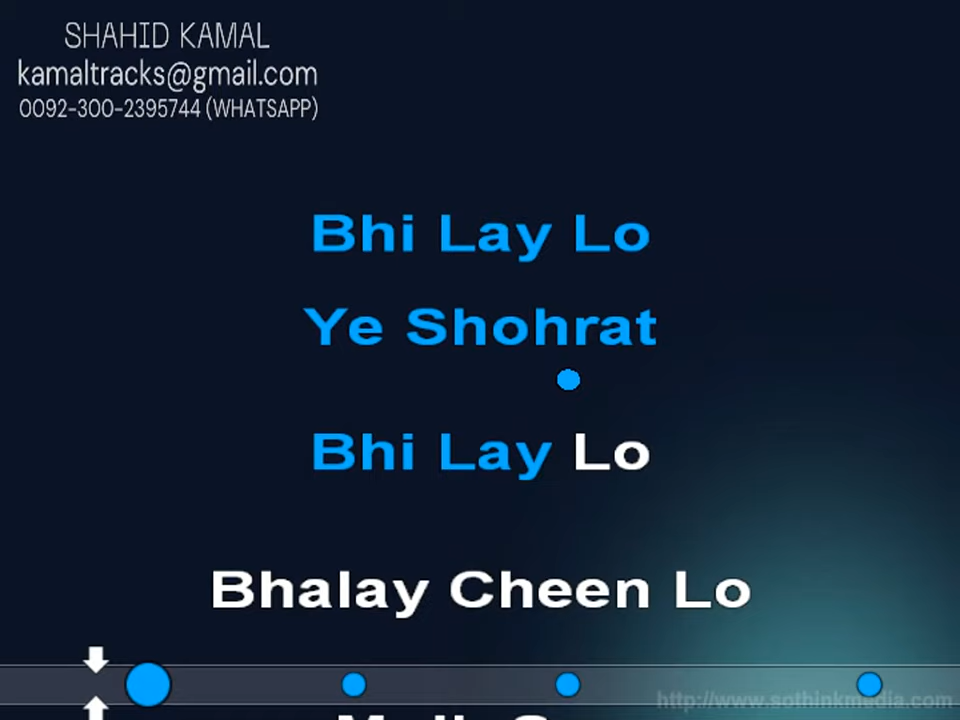 SHAHID KAMAL
kamaltracks@gmail.com
0092-300-2395744 (WHATSAPP)
Bhi Lay Lo
Ye Shohrat
Bhi Lay Lo
Bhalay Cheen Lo
http://www.sothinkmedia.com